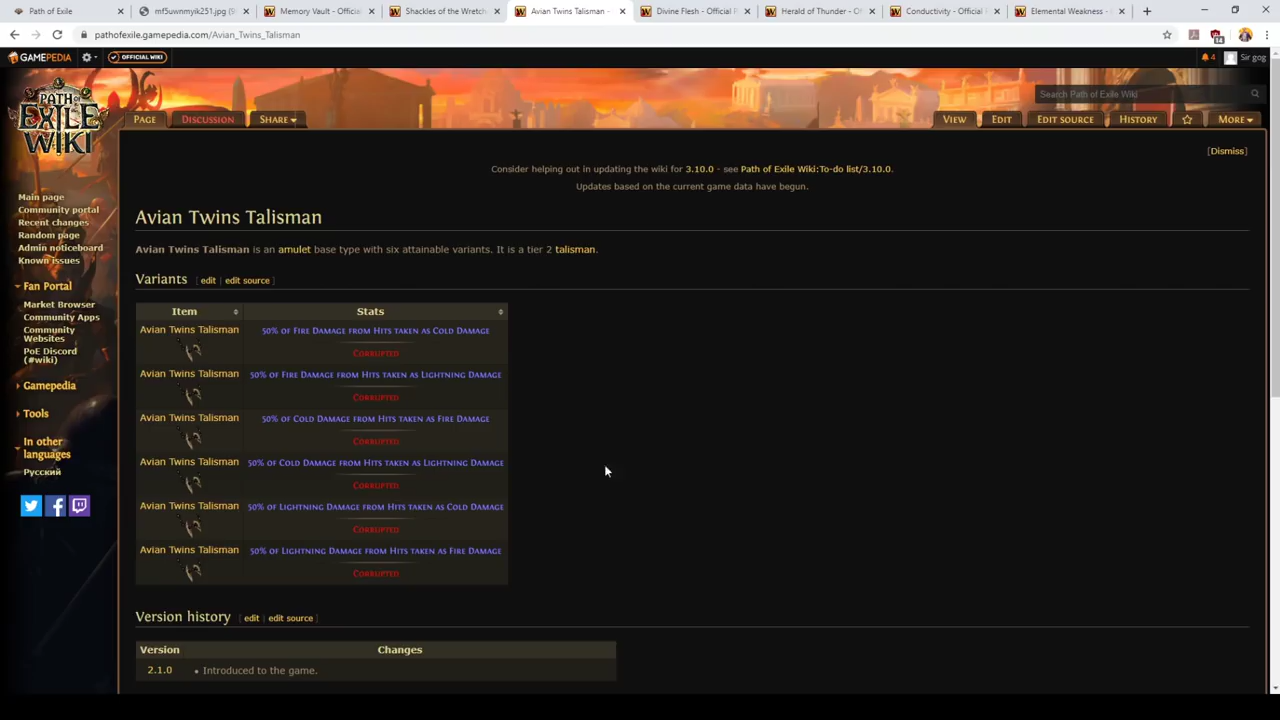 Path of Exile
mf5uwnmyik251.jpg (9
Memory Vault - Officia
Shackles of the Wretch
Avian Twins Talisman -
Divine Flesh - Official P
Herald of Thunder - Of
Conductivity - Official
Elemental Weakness -
pathofexile.gamepedia.com/Avian_Twins_Talisman
14
GAMEPEDIA
OFFICIAL WIKI
4
Sir gog
PATH OF EXILE WIKI
Search Path of Exile Wiki
PAGE DISCUSSION SHARE VIEW EDIT EDIT SOURCE HISTORY MORE
[Dismiss]
Consider helping out in updating the wiki for 3.10.0 - see Path of Exile Wiki:To-do list/3.10.0.
Updates based on the current game data have begun.
Main page
Community portal
Recent changes
Random page
Admin noticeboard
Known issues
Fan Portal
Market Browser
Community Apps
Community
Websites
PoE Discord
(#wiki)
Gamepedia
Tools
In other
languages
Русский
Avian Twins Talisman
Avian Twins Talisman is an amulet base type with six attainable variants. It is a tier 2 talisman.
Variants [ edit | edit source ]
Item Stats
Avian Twins Talisman 50% of Fire Damage from Hits taken as Cold Damage
Corrupted
Avian Twins Talisman 50% of Fire Damage from Hits taken as Lightning Damage
Corrupted
Avian Twins Talisman 50% of Cold Damage from Hits taken as Fire Damage
Corrupted
Avian Twins Talisman 50% of Cold Damage from Hits taken as Lightning Damage
Corrupted
Avian Twins Talisman 50% of Lightning Damage from Hits taken as Cold Damage
Corrupted
Avian Twins Talisman 50% of Lightning Damage from Hits taken as Fire Damage
Corrupted
Version history [ edit | edit source ]
Version Changes
2.1.0 • Introduced to the game.